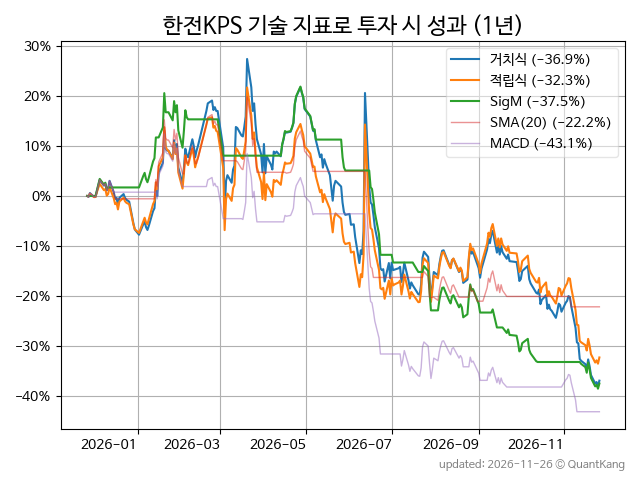 한전KPS 기술 지표로 투자 시 성과 (1년)
거치식 (−36.9%)
적립식 (−32.3%)
SigM (−37.5%)
SMA(20) (−22.2%)
MACD (−43.1%)
30%
20%
10%
0%
−10%
−20%
−30%
−40%
2026-01 2026-03 2026-05 2026-07 2026-09 2026-11
updated: 2026-11-26 ⓒ QuantKang